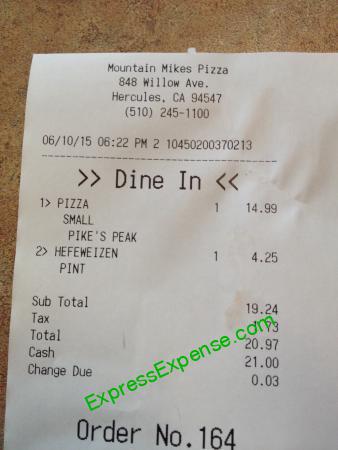 Mountain Mikes Pizza
848 Willow Ave.
Hercules, CA 94547
(510) 245-1100
06/10/15 06:22 PM 2 10450200370213
>> Dine In <<
1> PIZZA 1 14.99
SMALL
PIKE'S PEAK
2> HEFEWEIZEN 1 4.25
PINT
Sub Total 19.24
Tax 1.73
Total 20.97
Cash 21.00
Change Due 0.03
ExpressExpense.com
Order No.164